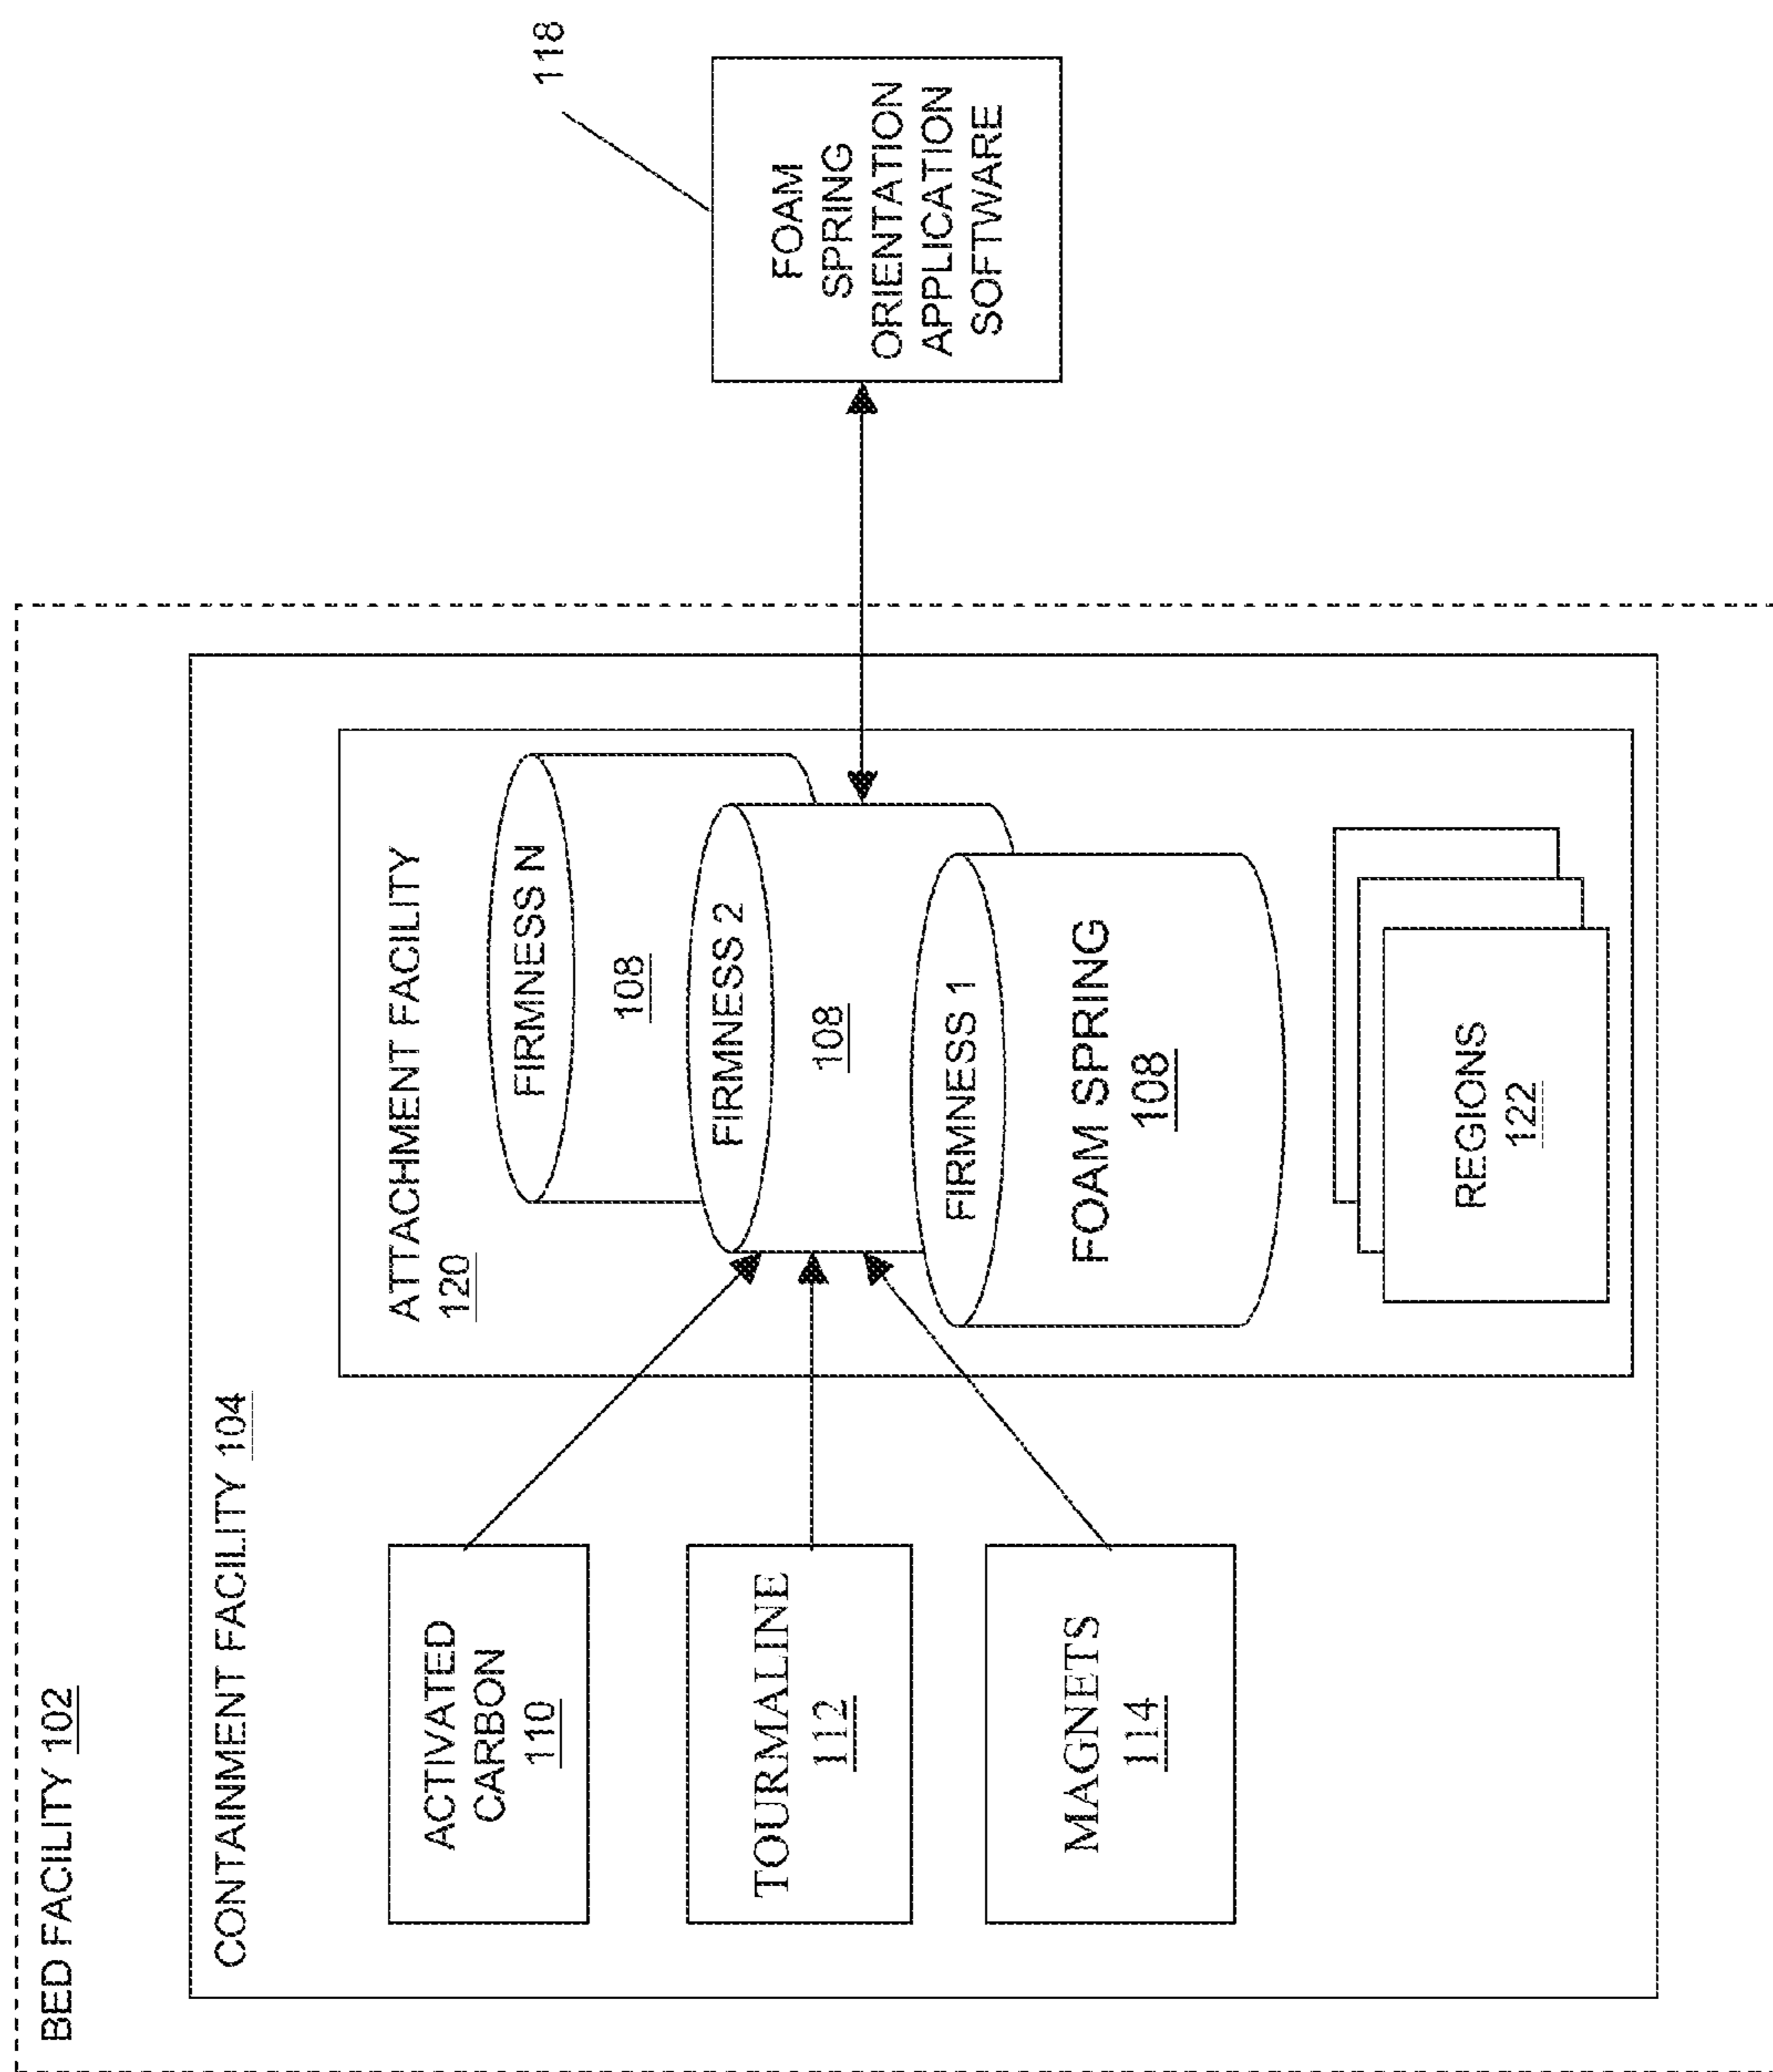 BED FACILITY 102
CONTAINMENT FACILITY 104
ACTIVATED
CARBON
110
TOURMALINE
112
MAGNETS
114
ATTACHMENT FACILITY
120
FIRMNESS N
108
FIRMNESS 2
108
FIRMNESS 1
FOAM SPRING
108
REGIONS
122
118
FOAM
SPRING
ORIENTATION
APPLICATION
SOFTWARE